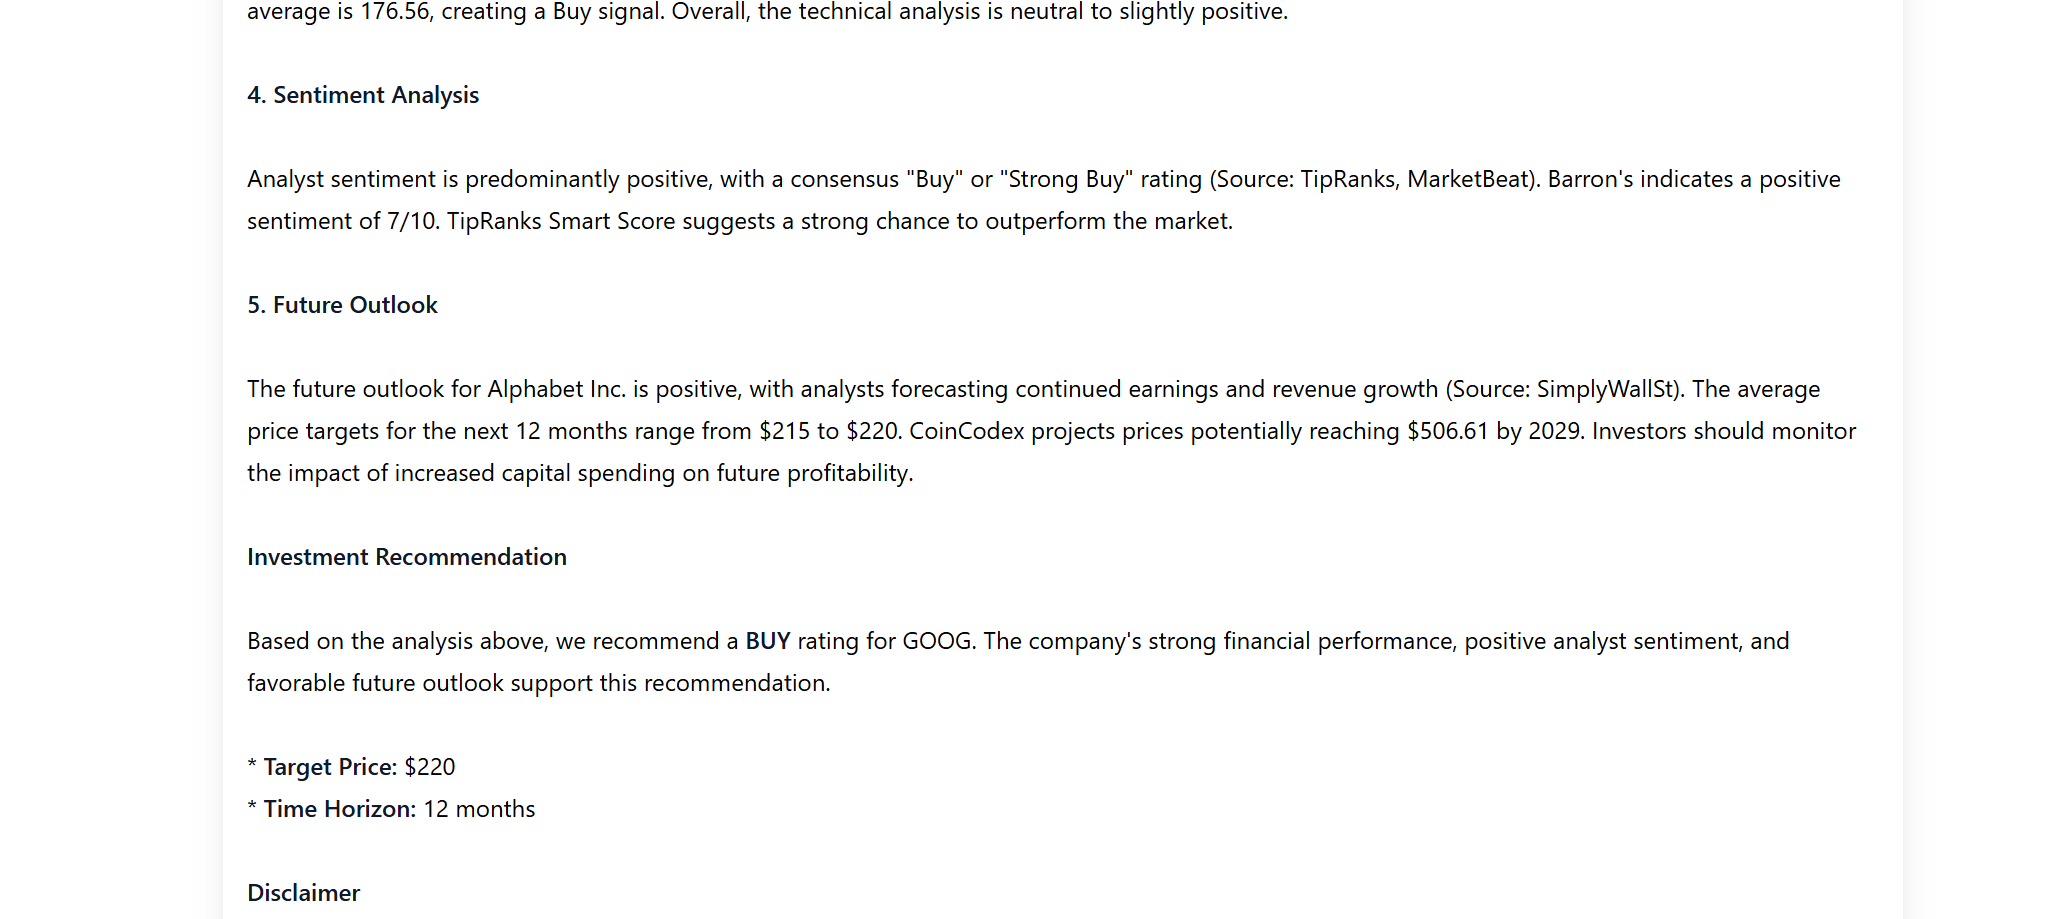 average is 176.56, creating a Buy signal. Overall, the technical analysis is neutral to slightly positive.
4. Sentiment Analysis
Analyst sentiment is predominantly positive, with a consensus "Buy" or "Strong Buy" rating (Source: TipRanks, MarketBeat). Barron's indicates a positive
sentiment of 7/10. TipRanks Smart Score suggests a strong chance to outperform the market.
5. Future Outlook
The future outlook for Alphabet Inc. is positive, with analysts forecasting continued earnings and revenue growth (Source: SimplyWallSt). The average
price targets for the next 12 months range from $215 to $220. CoinCodex projects prices potentially reaching $506.61 by 2029. Investors should monitor
the impact of increased capital spending on future profitability.
Investment Recommendation
Based on the analysis above, we recommend a BUY rating for GOOG. The company's strong financial performance, positive analyst sentiment, and
favorable future outlook support this recommendation.
* Target Price: $220
* Time Horizon: 12 months
Disclaimer